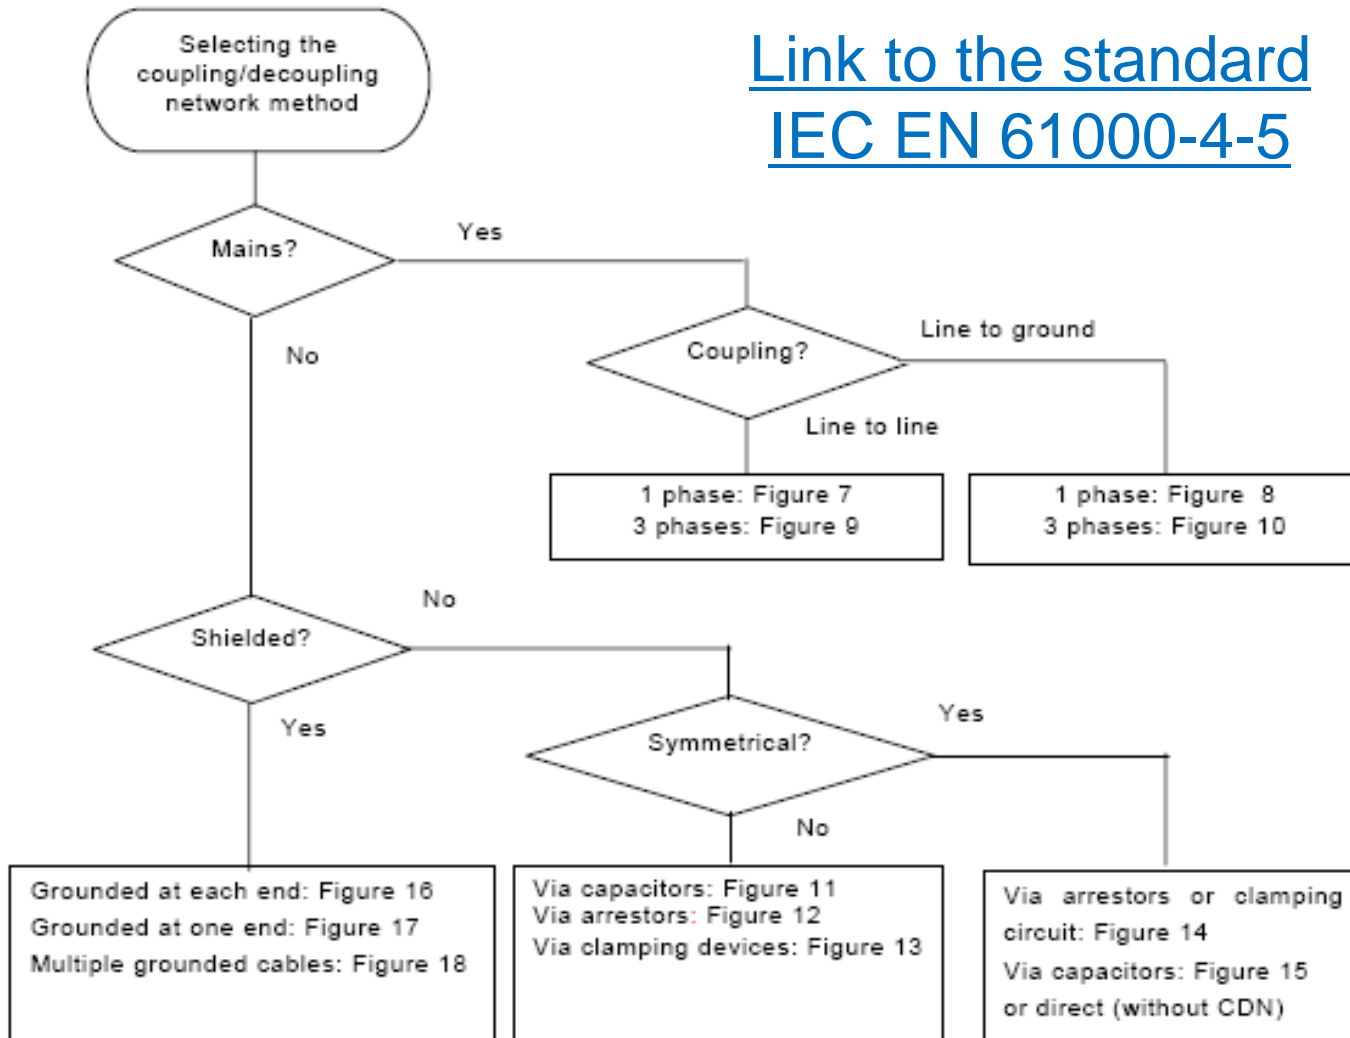 Selecting the
coupling/decoupling
network method
Link to the standard
IEC EN 61000-4-5
Mains?
Yes
No
Coupling?
Line to ground
Line to line
1 phase: Figure 7
3 phases: Figure 9
1 phase: Figure 8
3 phases: Figure 10
Shielded?
No
Yes
Symmetrical?
Yes
No
Grounded at each end: Figure 16
Grounded at one end: Figure 17
Multiple grounded cables: Figure 18
Via capacitors: Figure 11
Via arrestors: Figure 12
Via clamping devices: Figure 13
Via arrestors or clamping
circuit: Figure 14
Via capacitors: Figure 15
or direct (without CDN)